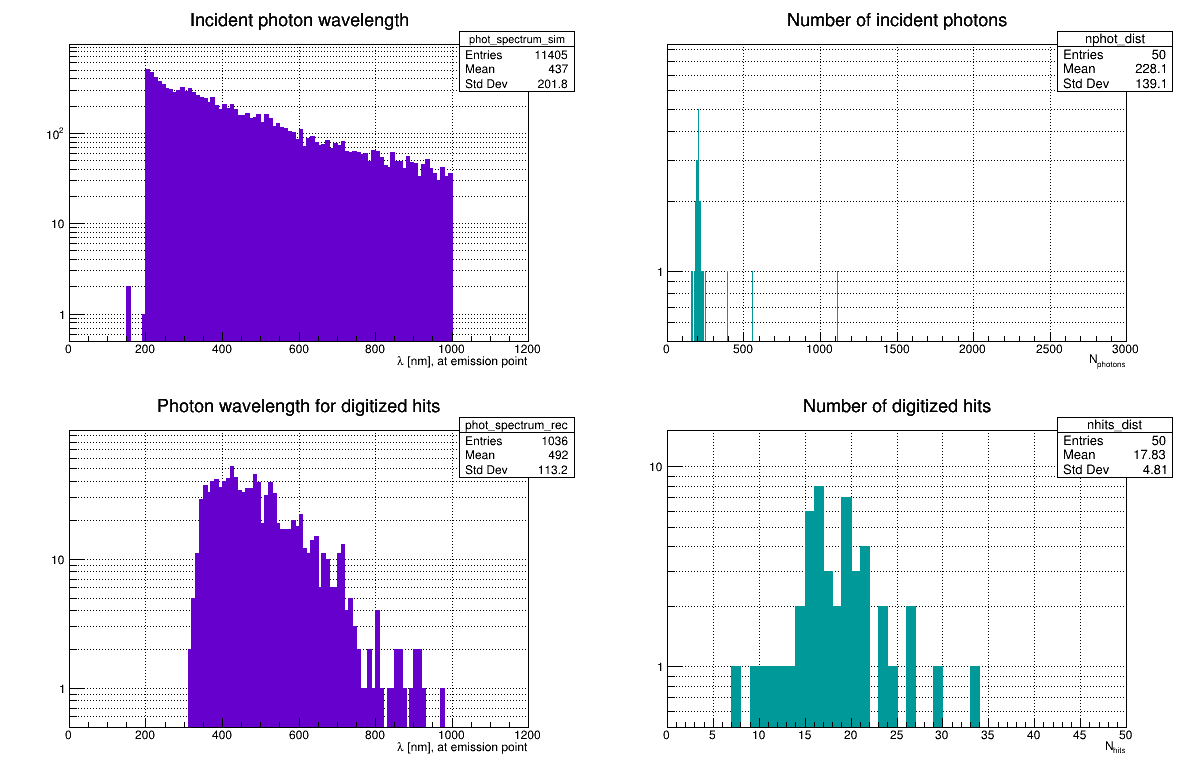 Incident photon wavelength
phot_spectrum_sim
Entries 11405
Mean 437
Std Dev 201.8
10²
10
1
0 200 400 600 800 1000 1200
λ [nm], at emission point
Number of incident photons
nphot_dist
Entries 50
Mean 228.1
Std Dev 139.1
1
0 500 1000 1500 2000 2500 3000
Nphotons
Photon wavelength for digitized hits
phot_spectrum_rec
Entries 1036
Mean 492
Std Dev 113.2
10
1
0 200 400 600 800 1000 1200
λ [nm], at emission point
Number of digitized hits
nhits_dist
Entries 50
Mean 17.83
Std Dev 4.81
10
1
0 5 10 15 20 25 30 35 40 45 50
Nhits